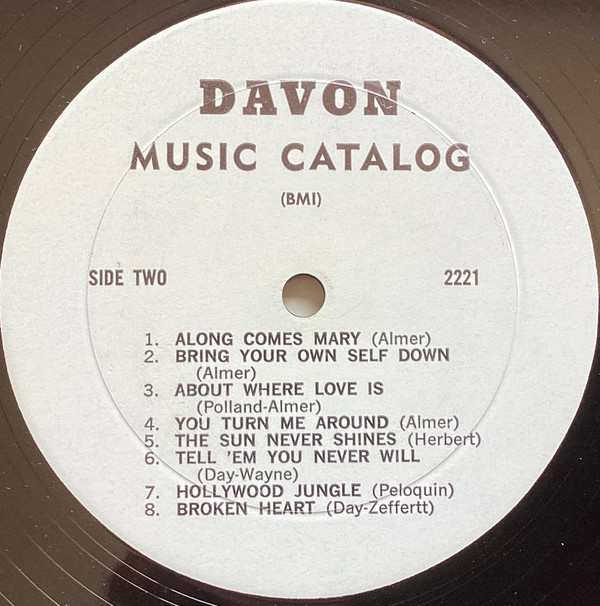 DAVON
MUSIC CATALOG
(BMI)
SIDE TWO 2221
1. ALONG COMES MARY (Almer)
2. BRING YOUR OWN SELF DOWN
(Almer)
3. ABOUT WHERE LOVE IS
(Polland-Almer)
4. YOU TURN ME AROUND (Almer)
5. THE SUN NEVER SHINES (Herbert)
6. TELL 'EM YOU NEVER WILL
(Day-Wayne)
7. HOLLYWOOD JUNGLE (Peloquin)
8. BROKEN HEART (Day-Zeffertt)